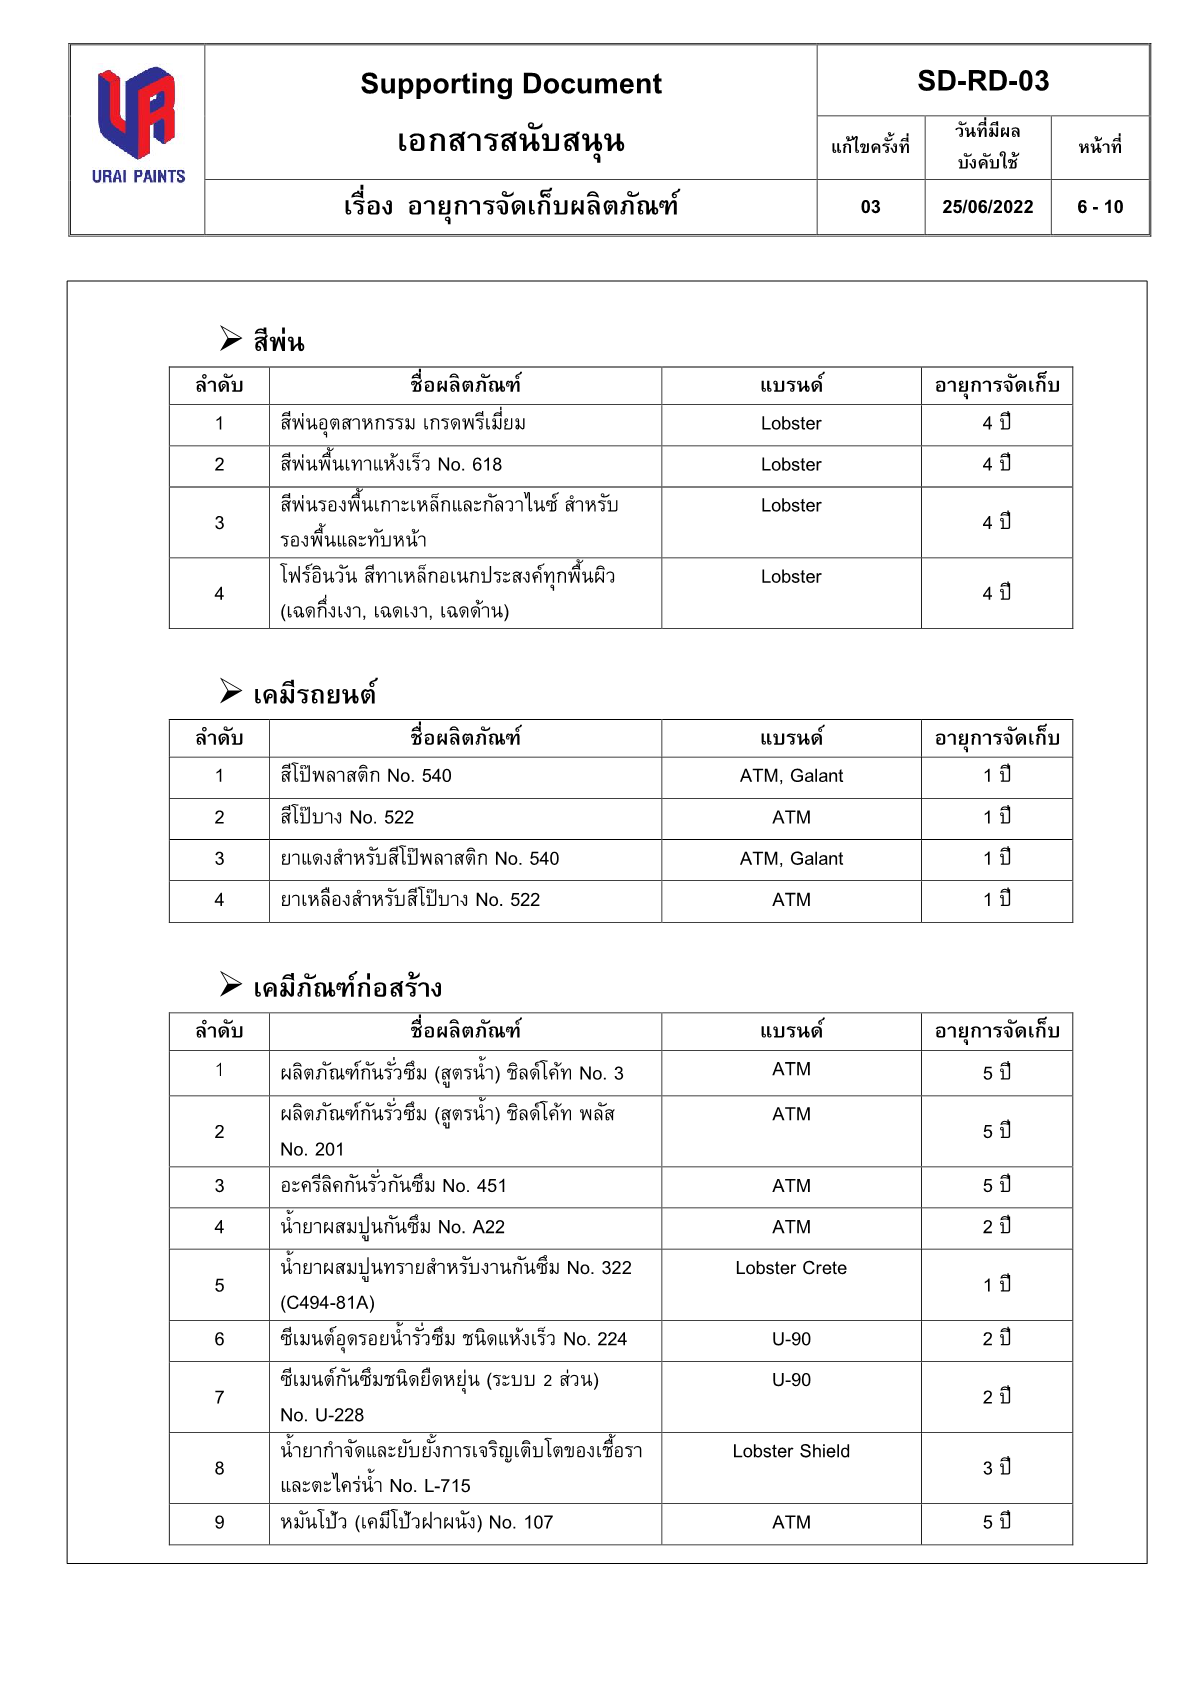 URAI PAINTS
Supporting Document
เอกสารสนับสนุน
SD-RD-03
แก้ไขครั้งที่
วันที่มีผล
บังคับใช้
หน้าที่
เรื่อง อายุการจัดเก็บผลิตภัณฑ์
03
25/06/2022
6 - 10
สีพ่น
ลำดับ ชื่อผลิตภัณฑ์ แบรนด์ อายุการจัดเก็บ
1 สีพ่นอุตสาหกรรม เกรดพรีเมี่ยม Lobster 4 ปี
2 สีพ่นพื้นเทาแห้งเร็ว No. 618 Lobster 4 ปี
3 สีพ่นรองพื้นเกาะเหล็กและกัลวาไนซ์ สำหรับ Lobster 4 ปี
รองพื้นและทับหน้า
4 โฟร์อินวัน สีทาเหล็กอเนกประสงค์ทุกพื้นผิว Lobster 4 ปี
(เฉดกึ่งเงา, เฉดเงา, เฉดด้าน)
เคมีรถยนต์
ลำดับ ชื่อผลิตภัณฑ์ แบรนด์ อายุการจัดเก็บ
1 สีโป๊พลาสติก No. 540 ATM, Galant 1 ปี
2 สีโป๊บาง No. 522 ATM 1 ปี
3 ยาแดงสำหรับสีโป๊พลาสติก No. 540 ATM, Galant 1 ปี
4 ยาเหลืองสำหรับสีโป๊บาง No. 522 ATM 1 ปี
เคมีภัณฑ์ก่อสร้าง
ลำดับ ชื่อผลิตภัณฑ์ แบรนด์ อายุการจัดเก็บ
1 ผลิตภัณฑ์กันรั่วซึม (สูตรน้ำ) ชิลด์โค้ท No. 3 ATM 5 ปี
2 ผลิตภัณฑ์กันรั่วซึม (สูตรน้ำ) ชิลด์โค้ท พลัส ATM 5 ปี
No. 201
3 อะครีลิคกันรั่วกันซึม No. 451 ATM 5 ปี
4 น้ำยาผสมปูนกันซึม No. A22 ATM 2 ปี
5 น้ำยาผสมปูนทรายสำหรับงานกันซึม No. 322 Lobster Crete 1 ปี
(C494-81A)
6 ซีเมนต์อุดรอยน้ำรั่วซึม ชนิดแห้งเร็ว No. 224 U-90 2 ปี
7 ซีเมนต์กันซึมชนิดยืดหยุ่น (ระบบ 2 ส่วน) U-90 2 ปี
No. U-228
8 น้ำยากำจัดและยับยั้งการเจริญเติบโตของเชื้อรา Lobster Shield 3 ปี
และตะไคร่น้ำ No. L-715
9 หมันโป้ว (เคมีโป้วฝาผนัง) No. 107 ATM 5 ปี